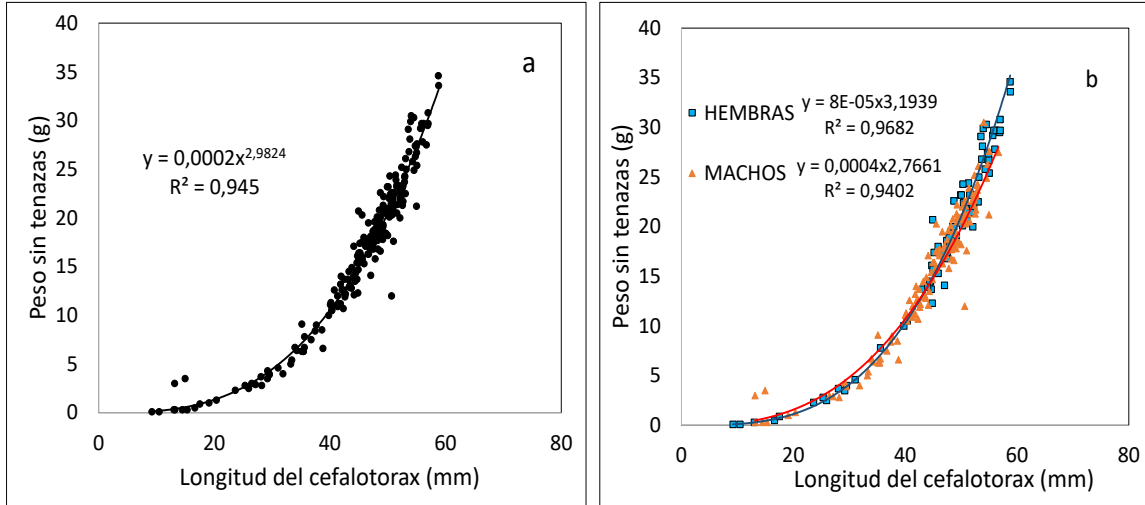 a
y = 0,0002x^2,9824
R² = 0,945
Peso sin tenazas (g)
40
35
30
25
20
15
10
5
0
0 20 40 60 80
Longitud del cefalotorax (mm)
b
HEMBRAS y = 8E-05x3,1939
R² = 0,9682
MACHOS y = 0,0004x2,7661
R² = 0,9402
Peso sin tenazas (g)
40
35
30
25
20
15
10
5
0
0 20 40 60 80
Longitud del cefalotorax (mm)